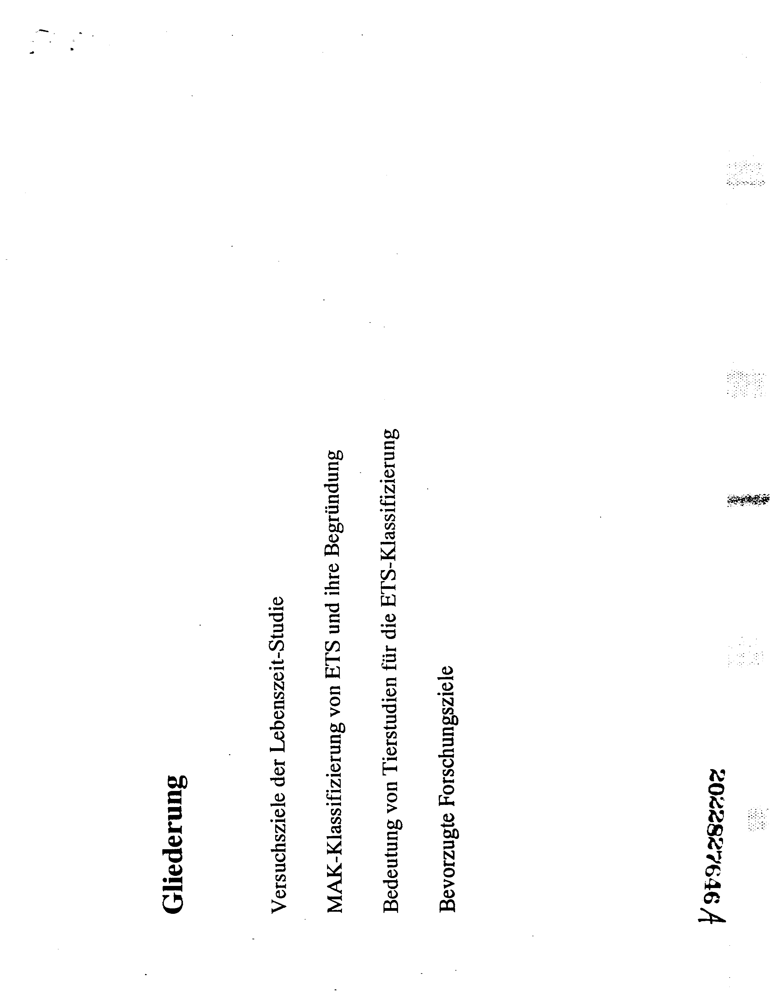 Gliederung
Versuchsziele der Lebenszeit-Studie
MAK-Klassifizierung von ETS und ihre Begründung
Bedeutung von Tierstudien für die ETS-Klassifizierung
Bevorzugte Forschungsziele
2022827646A